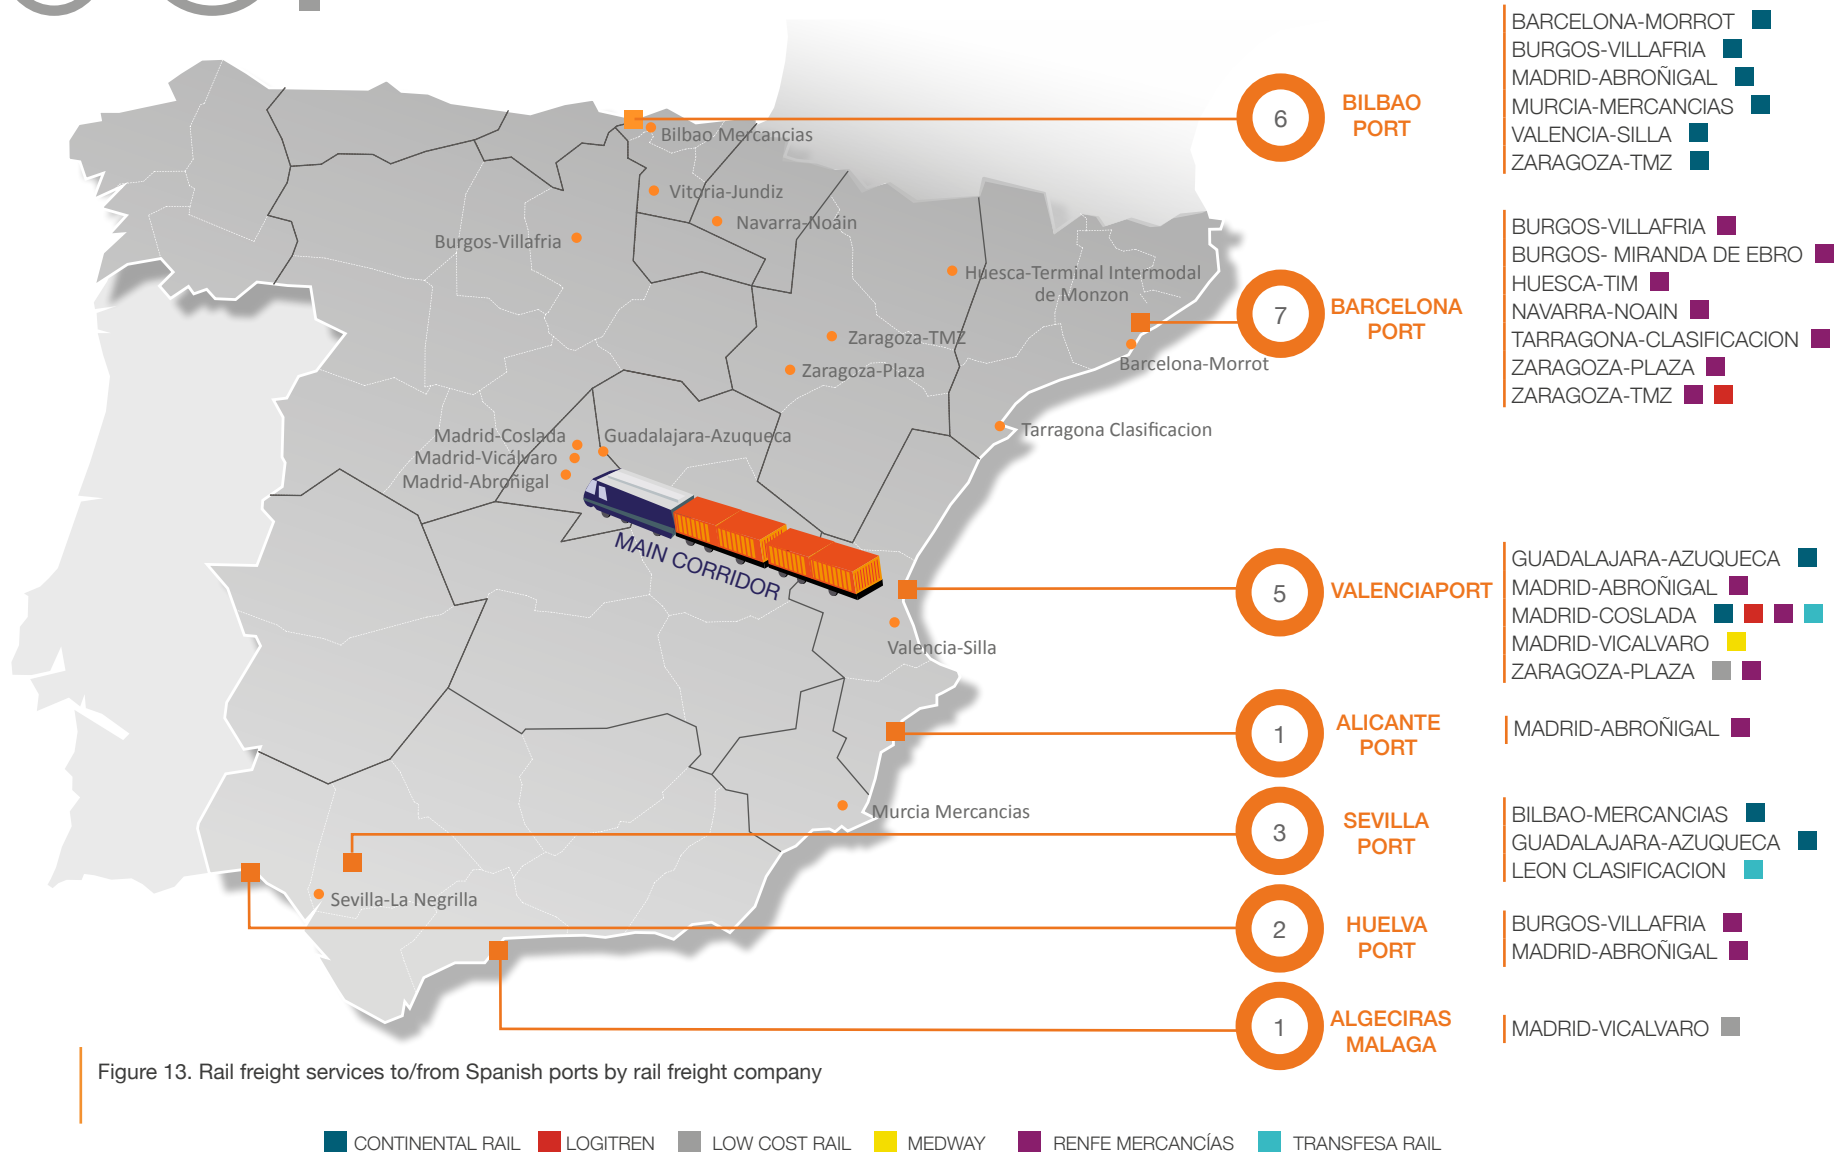 BARCELONA-MORROT
BURGOS-VILLAFRIA
MADRID-ABROÑIGAL
MURCIA-MERCANCIAS
VALENCIA-SILLA
ZARAGOZA-TMZ
6
BILBAO
PORT
BURGOS-VILLAFRIA
BURGOS- MIRANDA DE EBRO
HUESCA-TIM
NAVARRA-NOAIN
TARRAGONA-CLASIFICACION
ZARAGOZA-PLAZA
ZARAGOZA-TMZ
7
BARCELONA
PORT
GUADALAJARA-AZUQUECA
MADRID-ABROÑIGAL
MADRID-COSLADA
MADRID-VICALVARO
ZARAGOZA-PLAZA
5
VALENCIAPORT
1
ALICANTE
PORT
MADRID-ABROÑIGAL
3
SEVILLA
PORT
BILBAO-MERCANCIAS
GUADALAJARA-AZUQUECA
LEON CLASIFICACION
2
HUELVA
PORT
BURGOS-VILLAFRIA
MADRID-ABROÑIGAL
1
ALGECIRAS
MALAGA
MADRID-VICALVARO
Bilbao Mercancias
Vitoria-Jundiz
Navarra-Noáin
Burgos-Villafria
Huesca-Terminal Intermodal
de Monzon
Zaragoza-TMZ
Zaragoza-Plaza
Barcelona-Morrot
Tarragona Clasificacion
Madrid-Coslada
Guadalajara-Azuqueca
Madrid-Vicálvaro
Madrid-Abroñigal
MAIN CORRIDOR
Valencia-Silla
Murcia Mercancias
Sevilla-La Negrilla
Figure 13. Rail freight services to/from Spanish ports by rail freight company
CONTINENTAL RAIL
LOGITREN
LOW COST RAIL
MEDWAY
RENFE MERCANCÍAS
TRANSFESA RAIL